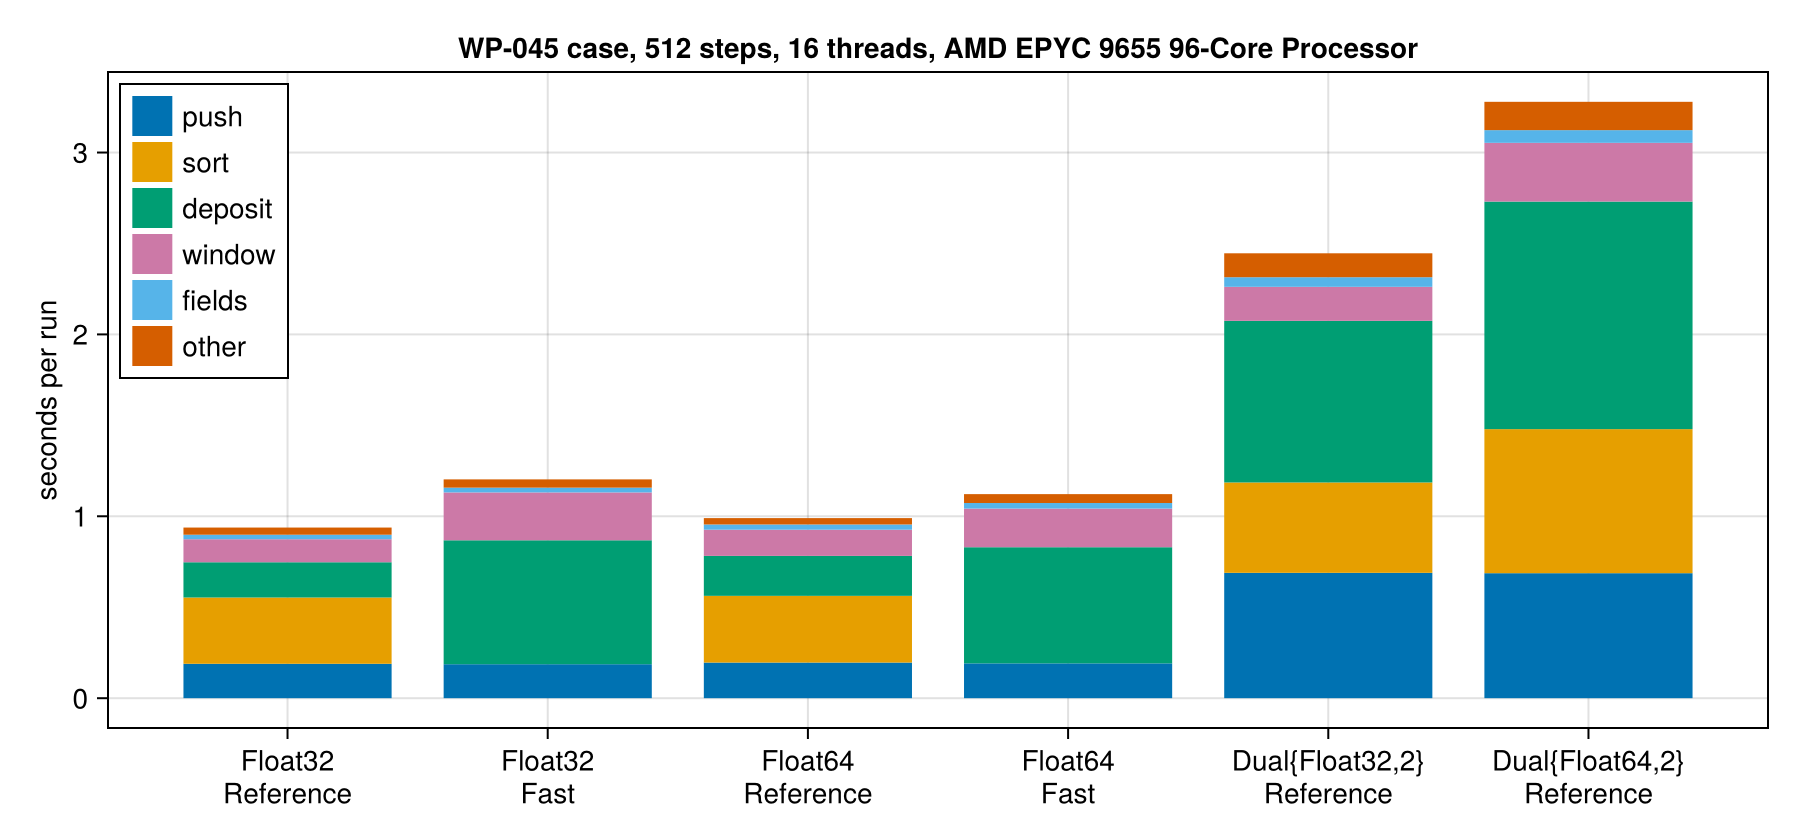 WP-045 case, 512 steps, 16 threads, AMD EPYC 9655 96-Core Processor
push
sort
deposit
window
fields
other
seconds per run
3
2
1
0
Float32
Reference
Float32
Fast
Float64
Reference
Float64
Fast
Dual{Float32,2}
Reference
Dual{Float64,2}
Reference